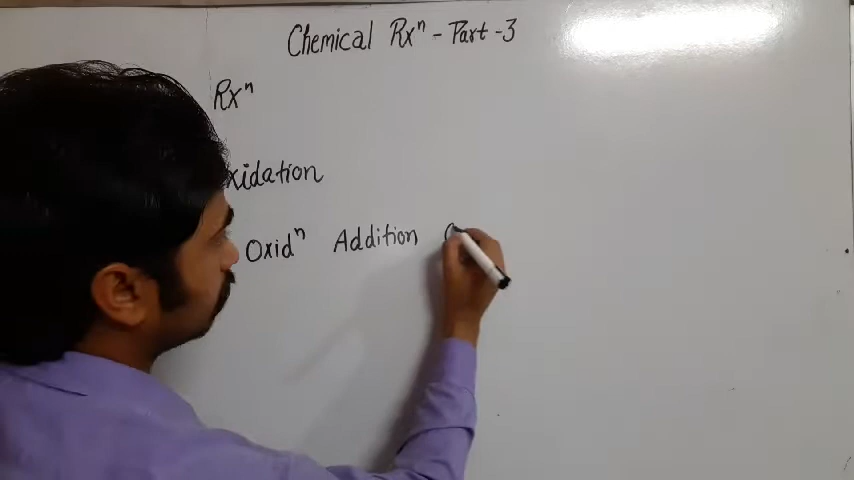 Chemical Rxⁿ - Part -3
Rxⁿ
xidation
Oxidⁿ Addition